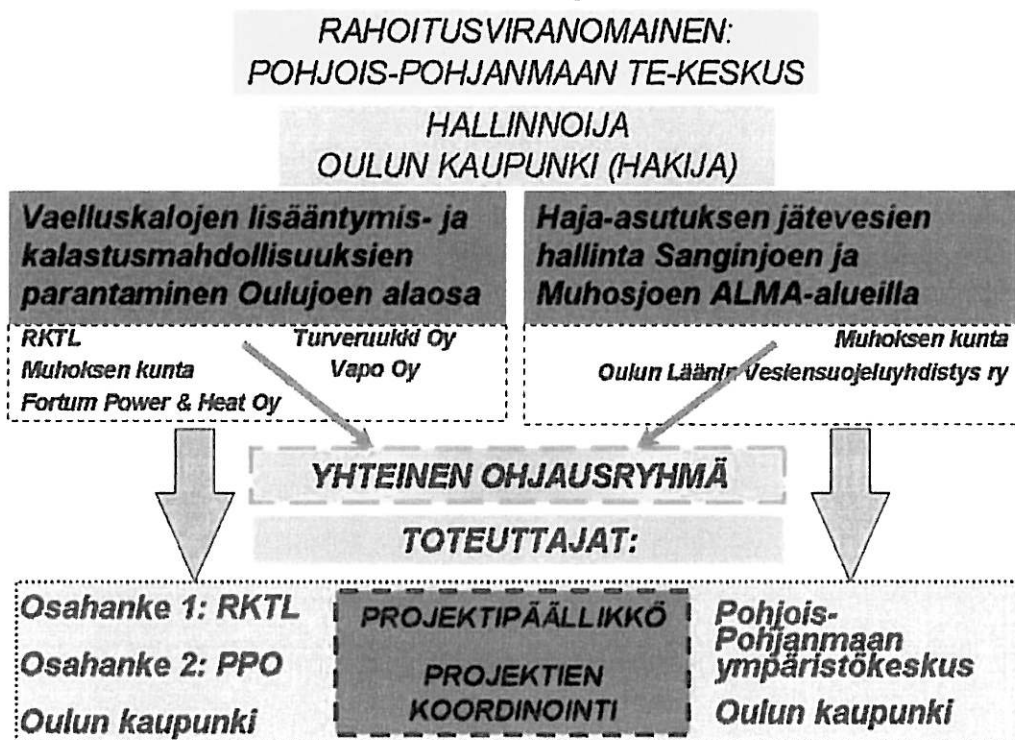 RAHOITUSVIRANOMAINEN:
POHJOIS-POHJANMAAN TE-KESKUS
HALLINNOIJA
OULUN KAUPUNKI (HAKIJA)
Vaelluskalojen lisääntymis- ja
kalastusmahdollisuuksien
parantaminen Oulujoen alaosa
RKTL
Turveruukki Oy
Muhoksen kunta
Vapo Oy
Fortum Power & Heat Oy
Haja-asutuksen jätevesien
hallinta Sanginjoen ja
Muhosjoen ALMA-alueilla
Muhoksen kunta
Oulun Läänin Vesiensuojeluyhdistys ry
YHTEINEN OHJAUSRYHMÄ
TOTEUTTAJAT:
Osahanke 1: RKTL
Osahanke 2: PPO
Oulun kaupunki
PROJEKTIPÄÄLLIKKÖ
PROJEKTIEN
KOORDINOINTI
Pohjois-
Pohjanmaan
ympäristökeskus
Oulun kaupunki